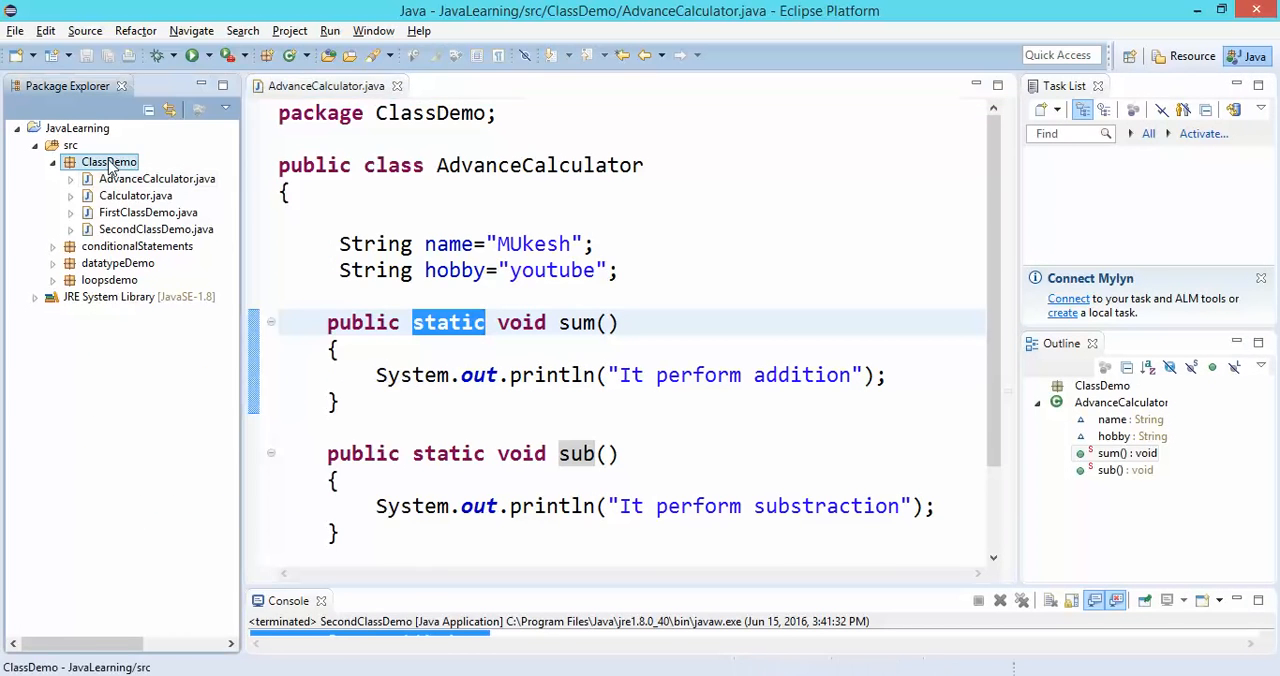 Java - JavaLearning/src/ClassDemo/AdvanceCalculator.java - Eclipse Platform
File Edit Source Refactor Navigate Search Project Run Window Help
Quick Access Resource Java
Package Explorer
JavaLearning
src
ClassDemo
AdvanceCalculator.java
Calculator.java
FirstClassDemo.java
SecondClassDemo.java
conditionalStatements
datatypeDemo
loopsdemo
JRE System Library [JavaSE-1.8]
AdvanceCalculator.java
package ClassDemo;
public class AdvanceCalculator
{
String name="MUkesh";
String hobby="youtube";
public static void sum()
{
System.out.println("It perform addition");
}
public static void sub()
{
System.out.println("It perform substraction");
}
Task List
Find All Activate...
Connect Mylyn
Connect to your task and ALM tools or
create a local task.
Outline
ClassDemo
AdvanceCalculator
name : String
hobby : String
sum() : void
sub() : void
Console
<terminated> SecondClassDemo [Java Application] C:\Program Files\Java\jre1.8.0_40\bin\javaw.exe (Jun 15, 2016, 3:41:32 PM)
ClassDemo - JavaLearning/src